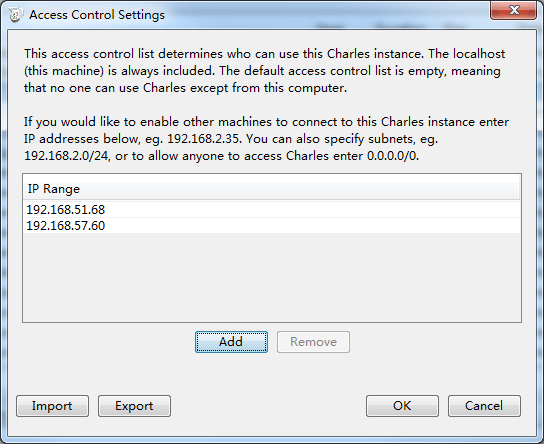 Access Control Settings
This access control list determines who can use this Charles instance. The localhost
(this machine) is always included. The default access control list is empty, meaning
that no one can use Charles except from this computer.
If you would like to enable other machines to connect to this Charles instance enter
IP addresses below, eg. 192.168.2.35. You can also specify subnets, eg.
192.168.2.0/24, or to allow anyone to access Charles enter 0.0.0.0/0.
IP Range
192.168.51.68
192.168.57.60
Add Remove
Import Export OK Cancel